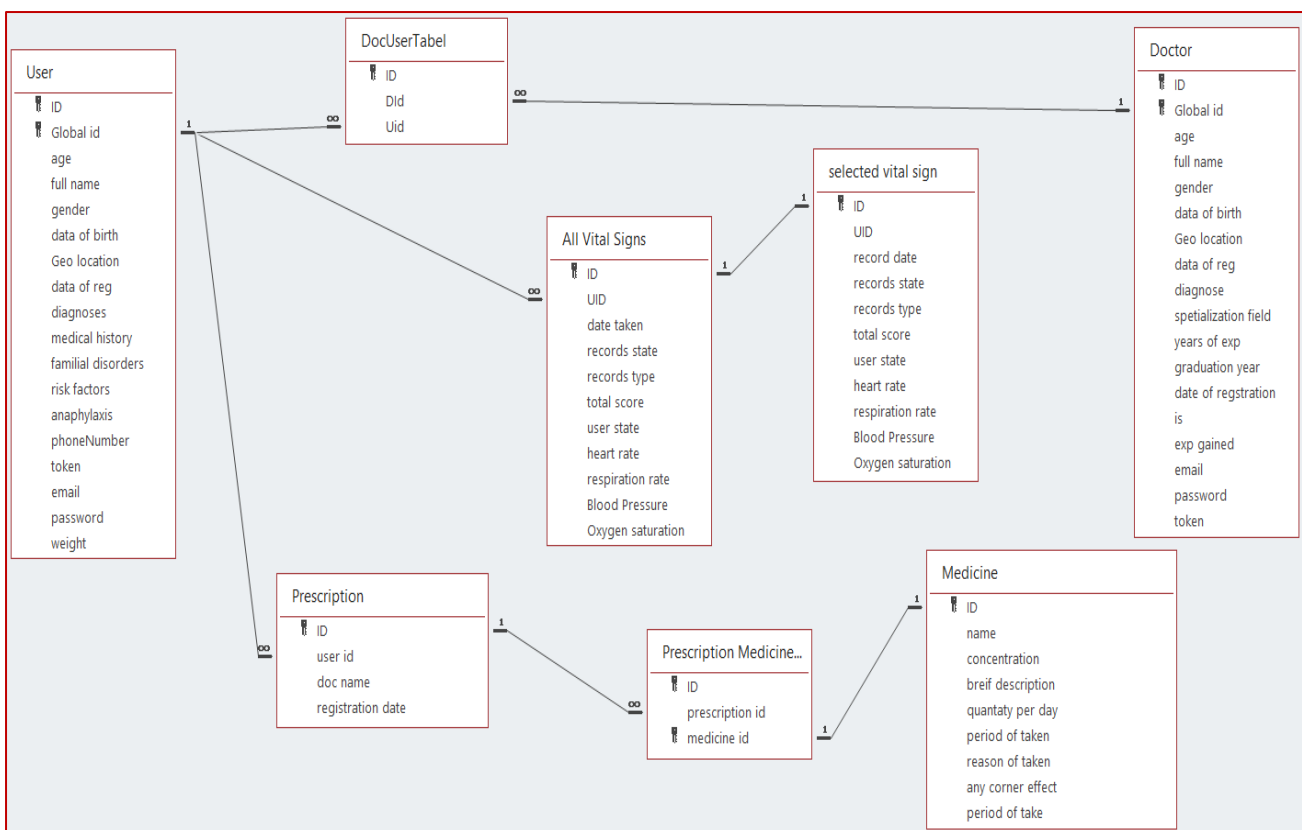 User
ID
Global id
age
full name
gender
data of birth
Geo location
data of reg
diagnoses
medical history
familial disorders
risk factors
anaphylaxis
phoneNumber
token
email
password
weight
1
∞
∞
∞
DocUserTabel
ID
DId
Uid
∞
1
All Vital Signs
ID
UID
date taken
records state
records type
total score
user state
heart rate
respiration rate
Blood Pressure
Oxygen saturation
1
1
selected vital sign
ID
UID
record date
records state
records type
total score
user state
heart rate
respiration rate
Blood Pressure
Oxygen saturation
Doctor
ID
Global id
age
full name
gender
data of birth
Geo location
data of reg
diagnose
spetialization field
years of exp
graduation year
date of regstration
is
exp gained
email
password
token
Prescription
ID
user id
doc name
registration date
1
∞
Prescription Medicine...
ID
prescription id
medicine id
1
1
Medicine
ID
name
concentration
breif description
quantaty per day
period of taken
reason of taken
any corner effect
period of take